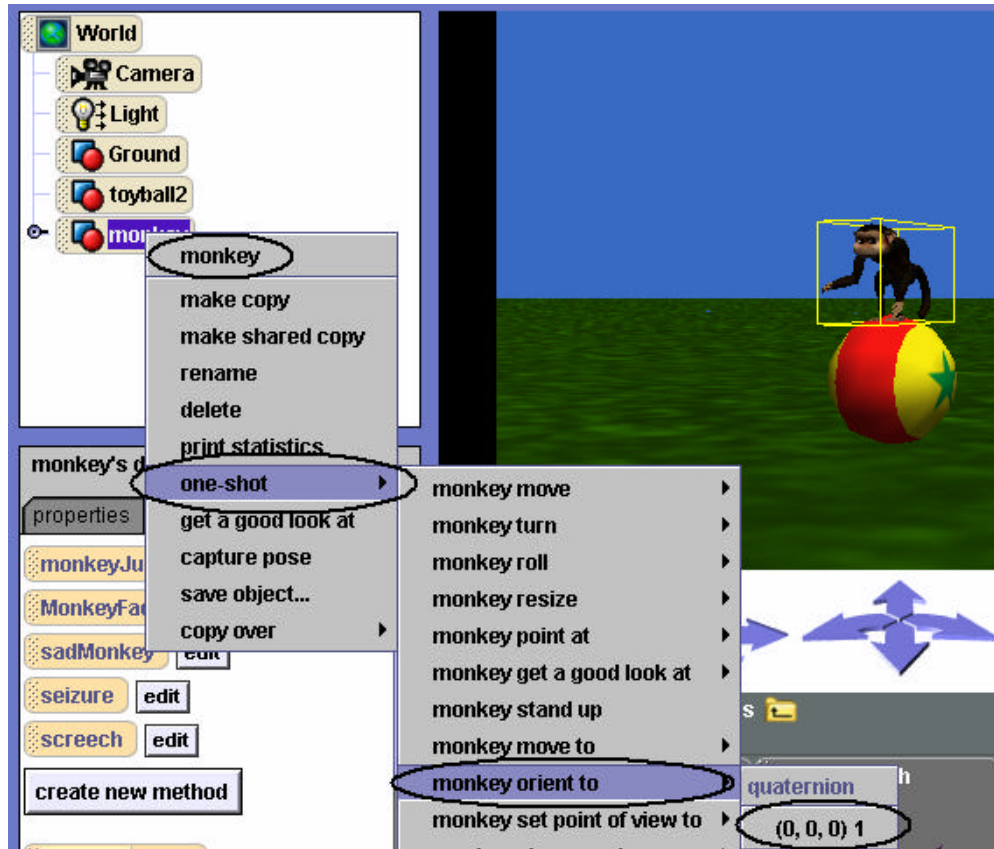 World
Camera
Light
Ground
toyball2
monkey
make copy
make shared copy
rename
delete
print statistics
one-shot
get a good look at
capture pose
save object...
copy over
monkey's d
properties
monkeyJu
MonkeyFa
sadMonkey edit
seizure edit
screech edit
create new method
monkey move
monkey turn
monkey roll
monkey resize
monkey point at
monkey get a good look at
monkey stand up
monkey move to
monkey orient to
monkey set point of view to
s
h
quaternion
(0, 0, 0) 1